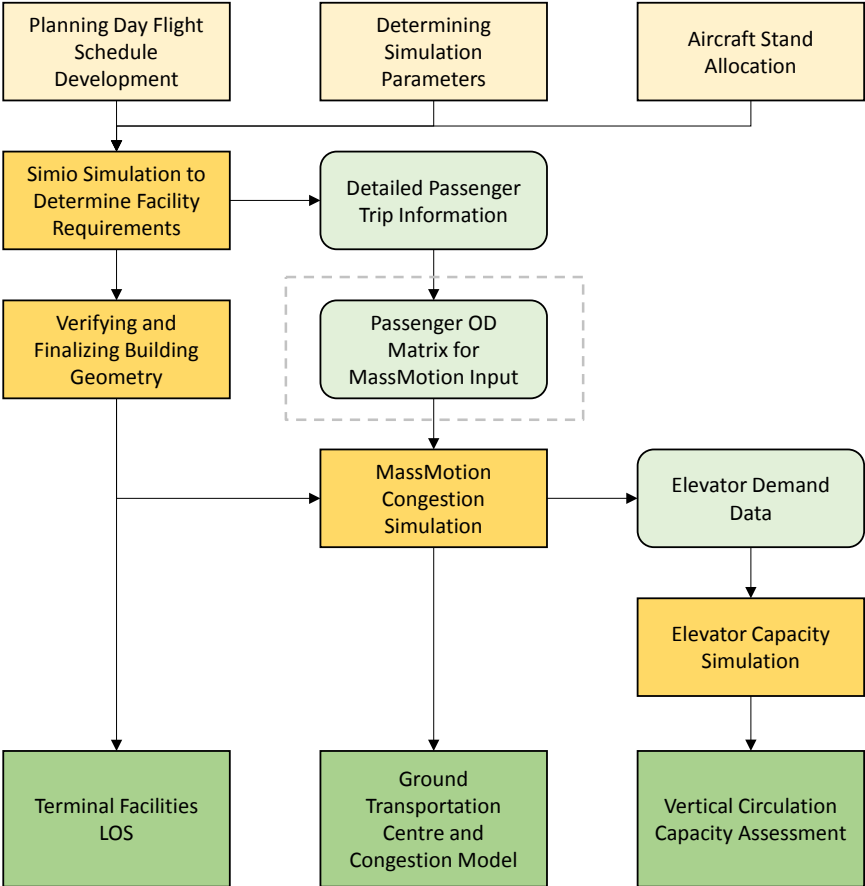 Planning Day Flight
Schedule
Development
Determining
Simulation
Parameters
Aircraft Stand
Allocation
Simio Simulation to
Determine Facility
Requirements
Detailed Passenger
Trip Information
Verifying and
Finalizing Building
Geometry
Passenger OD
Matrix for
MassMotion Input
MassMotion
Congestion
Simulation
Elevator Demand
Data
Elevator Capacity
Simulation
Terminal Facilities
LOS
Ground
Transportation
Centre and
Congestion Model
Vertical Circulation
Capacity Assessment